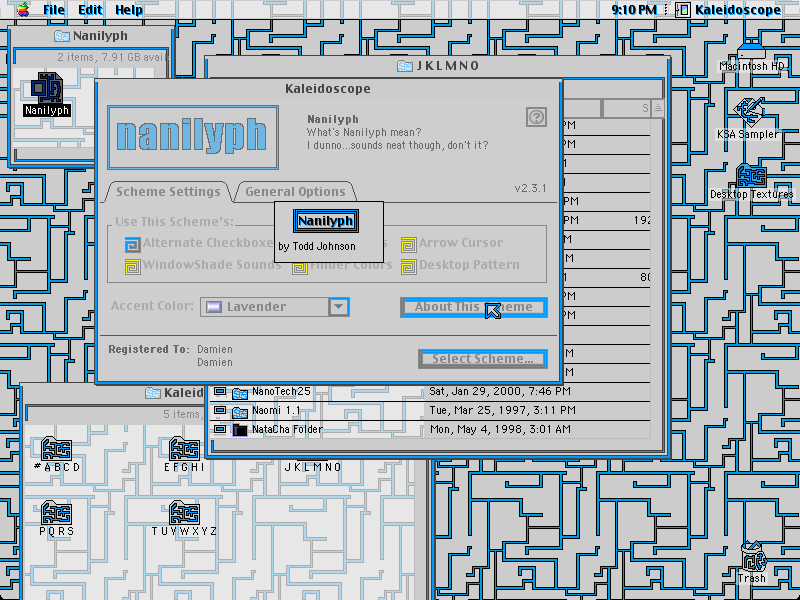 File Edit Help
9:10 PM
Kaleidoscope
Nanilyph
2 items, 7.91 GB avai
Nanilyph
JKLMNO
Macintosh HD
KSA Sampler
Desktop Textures
Trash
Kaleidoscope
nanilyph
Nanilyph
What's Nanilyph mean?
I dunno...sounds neat though, don't it?
v2.3.1
Scheme Settings
General Options
Use This Scheme's:
Alternate Checkboxe
s
Arrow Cursor
WindowShade Sounds
Finder Colors
Desktop Pattern
Nanilyph
by Todd Johnson
Accent Color:
Lavender
About This Scheme
Registered To: Damien
Damien
Select Scheme...
S
PM
PM
PM
PM 192
M
M
80
PM
PM
PM
M
NanoTech25 Sat, Jan 29, 2000, 7:46 PM
Naomi 1.1 Tue, Mar 25, 1997, 3:11 PM
NataCha Folder Mon, May 4, 1998, 3:01 AM
Kaleid
5 items,
#ABCD
EFGHI
JKLMNO
PQRS
TUVWXYZ